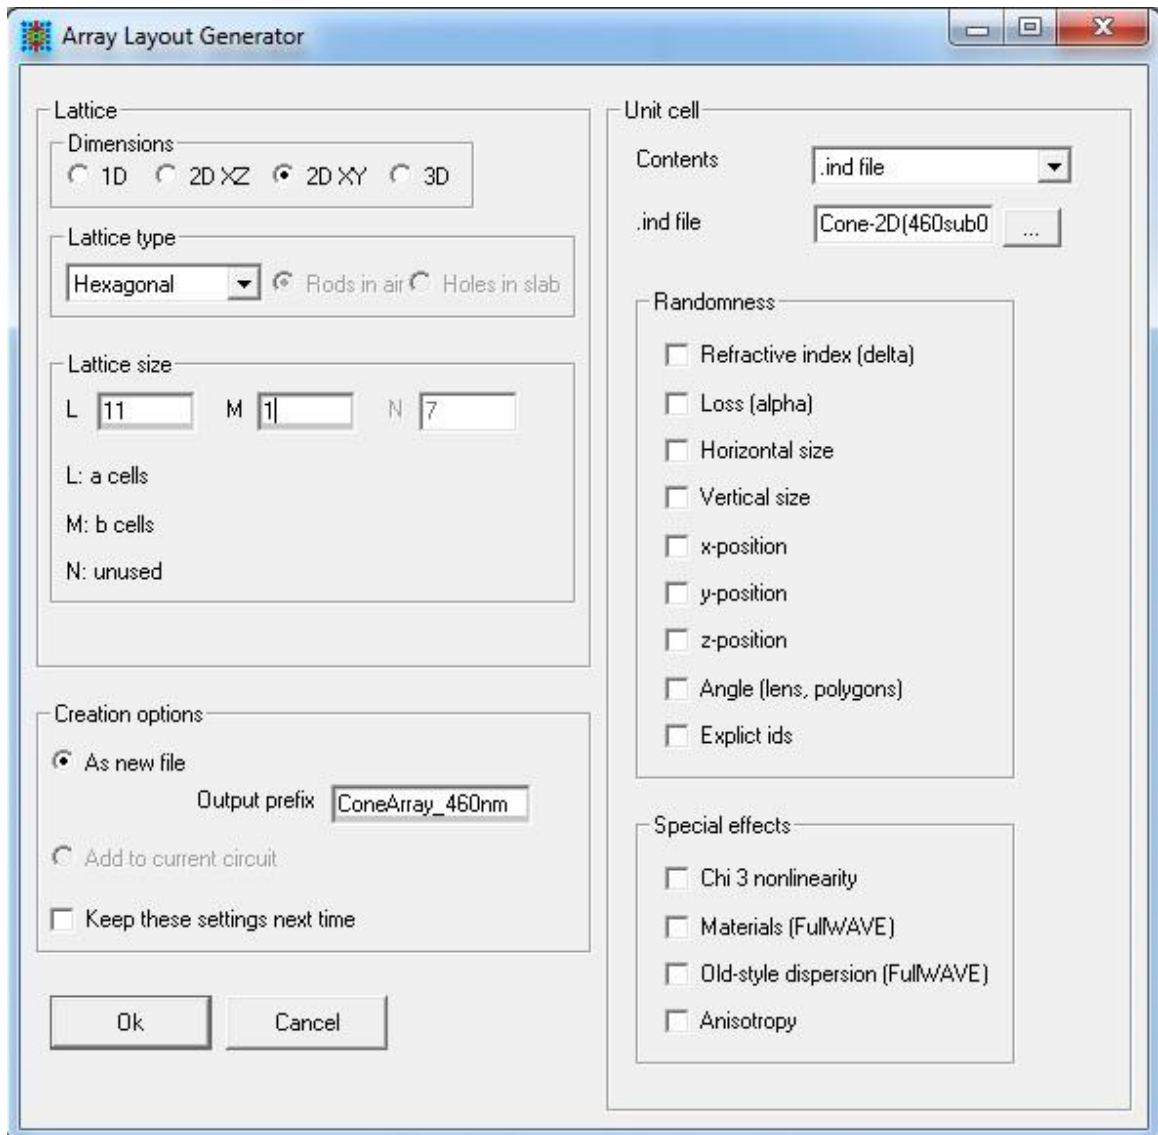 Array Layout Generator
Lattice
Dimensions
1D 2D XZ 2D XY 3D
Lattice type
Hexagonal Rods in air Holes in slab
Lattice size
L 11 M 1 N 7
L: a cells
M: b cells
N: unused
Creation options
As new file
Output prefix ConeArray_460nm
Add to current circuit
Keep these settings next time
Ok Cancel
Unit cell
Contents .ind file
.ind file Cone-2D(460sub0 ...
Randomness
Refractive index (delta)
Loss (alpha)
Horizontal size
Vertical size
x-position
y-position
z-position
Angle (lens, polygons)
Explict ids
Special effects
Chi 3 nonlinearity
Materials (FullWAVE)
Old-style dispersion (FullWAVE)
Anisotropy